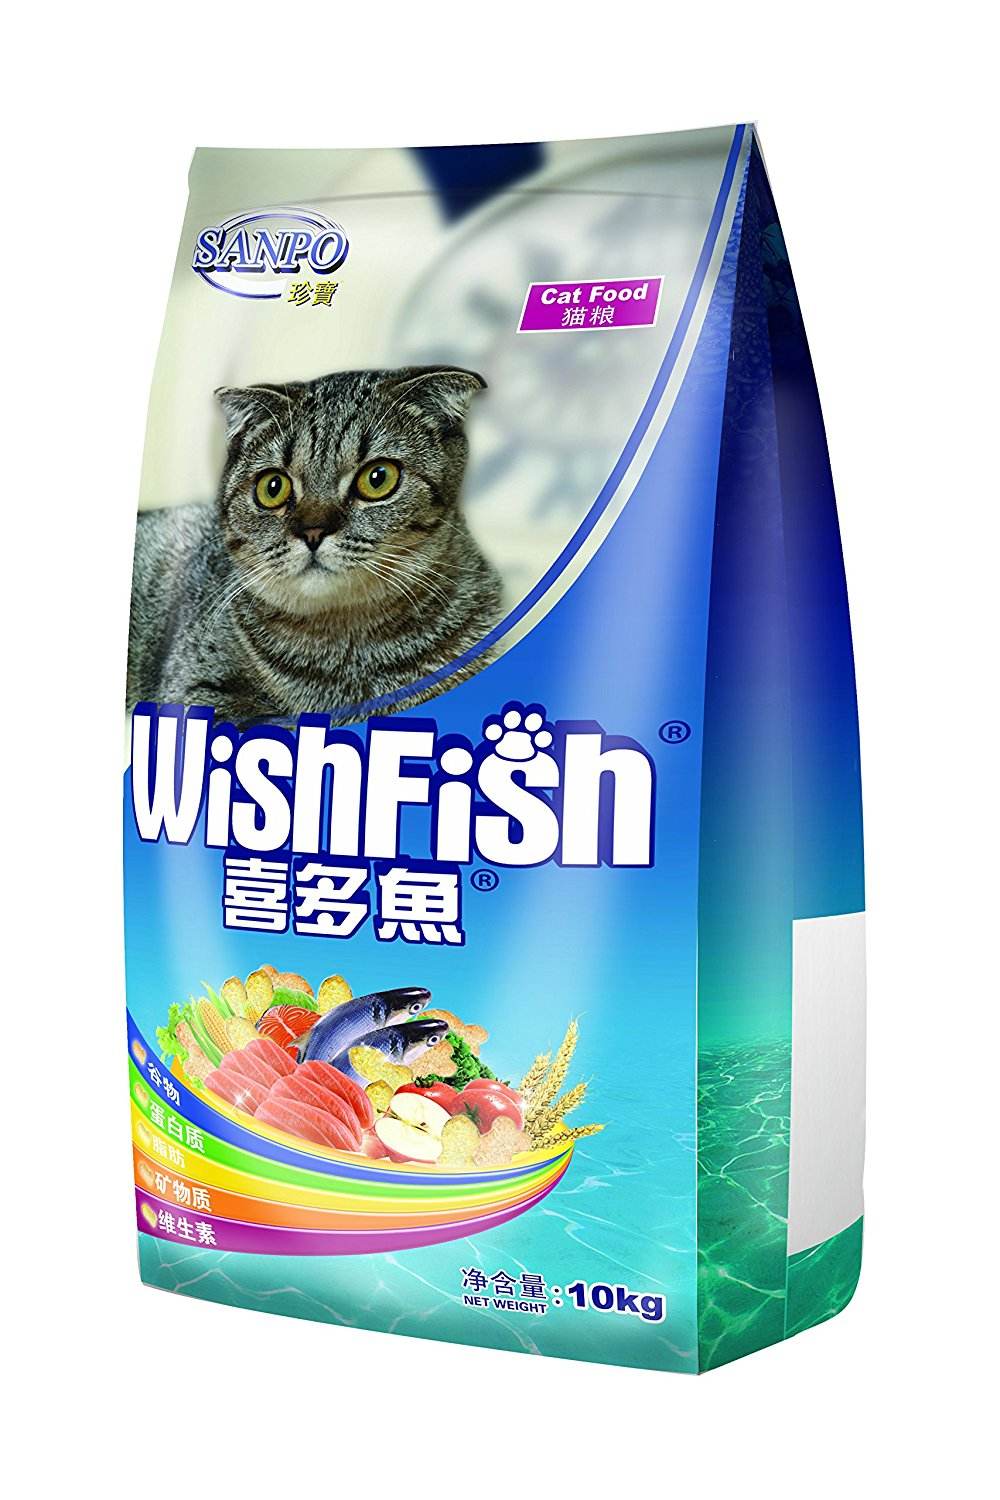 SANPO
珍寶
Cat Food
猫粮
WishFish®
喜多魚®
谷物
蛋白质
脂肪
矿物质
维生素
净含量:
NET WEIGHT
10kg